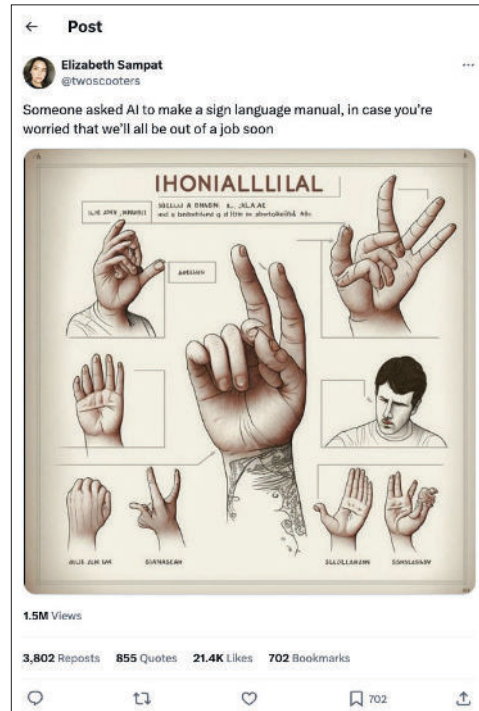 Post
Elizabeth Sampat
@twoscooters
Someone asked AI to make a sign language manual, in case you're
worried that we'll all be out of a job soon
IHONIALLLILAL
1.5M Views
3,802 Reposts 855 Quotes 21.4K Likes 702 Bookmarks
702